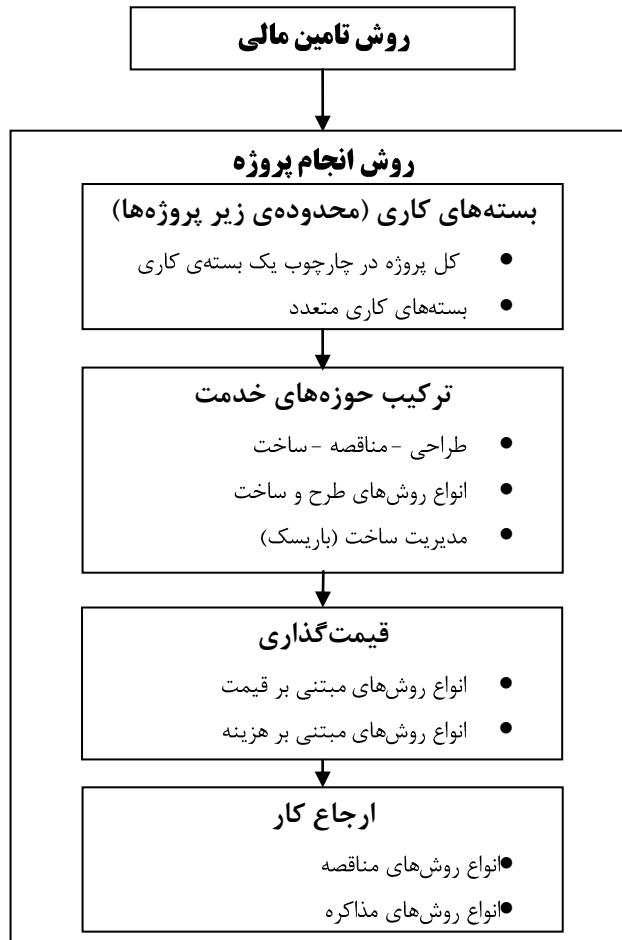 روش تامین مالی
روش انجام پروژه
بسته‌های کاری (محدوده‌ی زیر پروژه‌ها)
● کل پروژه در چارچوب یک بسته‌ی کاری
● بسته‌های کاری متعدد
ترکیب حوزه‌های خدمت
● طراحی - مناقصه - ساخت
● انواع روش‌های طرح و ساخت
● مدیریت ساخت (باریسک)
قیمت‌گذاری
● انواع روش‌های مبتنی بر قیمت
● انواع روش‌های مبتنی بر هزینه
ارجاع کار
● انواع روش‌های مناقصه
● انواع روش‌های مذاکره